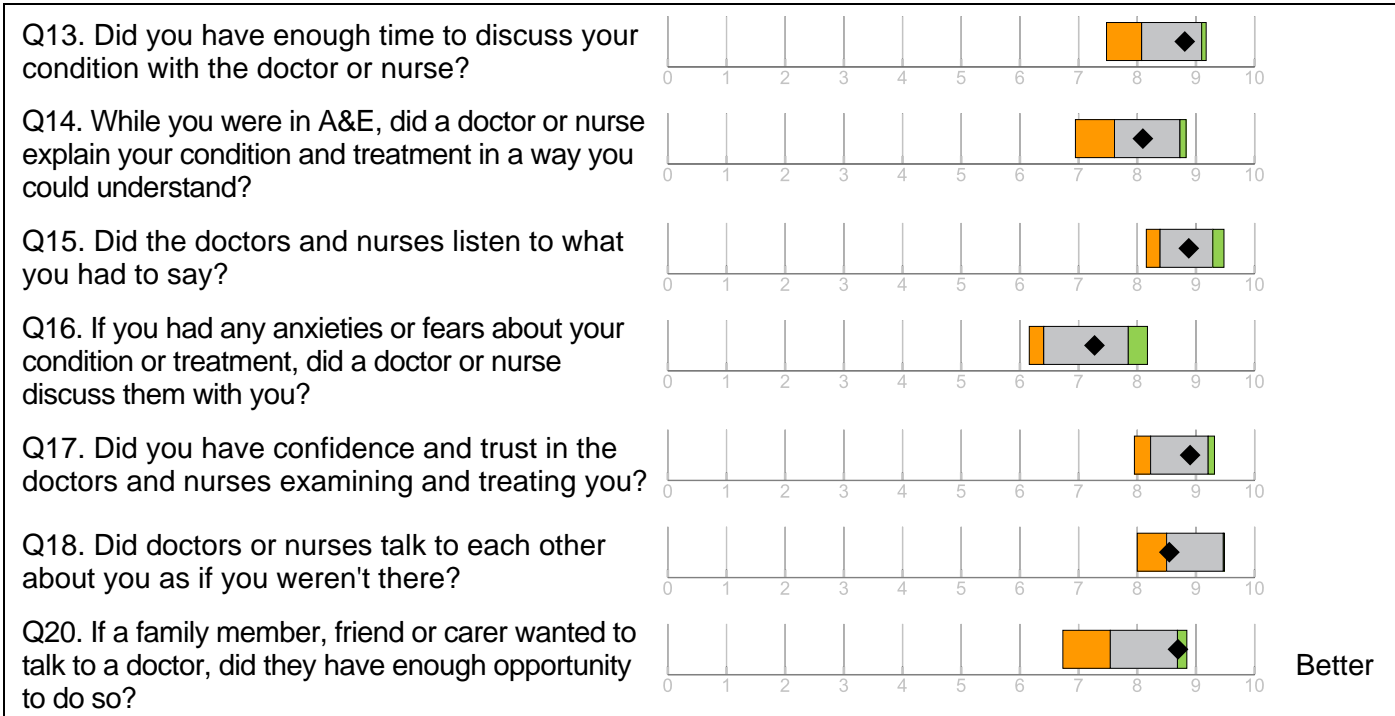 Q13. Did you have enough time to discuss your
condition with the doctor or nurse?
0 1 2 3 4 5 6 7 8 9 10
Q14. While you were in A&E, did a doctor or nurse
explain your condition and treatment in a way you
could understand?
0 1 2 3 4 5 6 7 8 9 10
Q15. Did the doctors and nurses listen to what
you had to say?
0 1 2 3 4 5 6 7 8 9 10
Q16. If you had any anxieties or fears about your
condition or treatment, did a doctor or nurse
discuss them with you?
0 1 2 3 4 5 6 7 8 9 10
Q17. Did you have confidence and trust in the
doctors and nurses examining and treating you?
0 1 2 3 4 5 6 7 8 9 10
Q18. Did doctors or nurses talk to each other
about you as if you weren't there?
0 1 2 3 4 5 6 7 8 9 10
Q20. If a family member, friend or carer wanted to
talk to a doctor, did they have enough opportunity
to do so?
0 1 2 3 4 5 6 7 8 9 10
Better